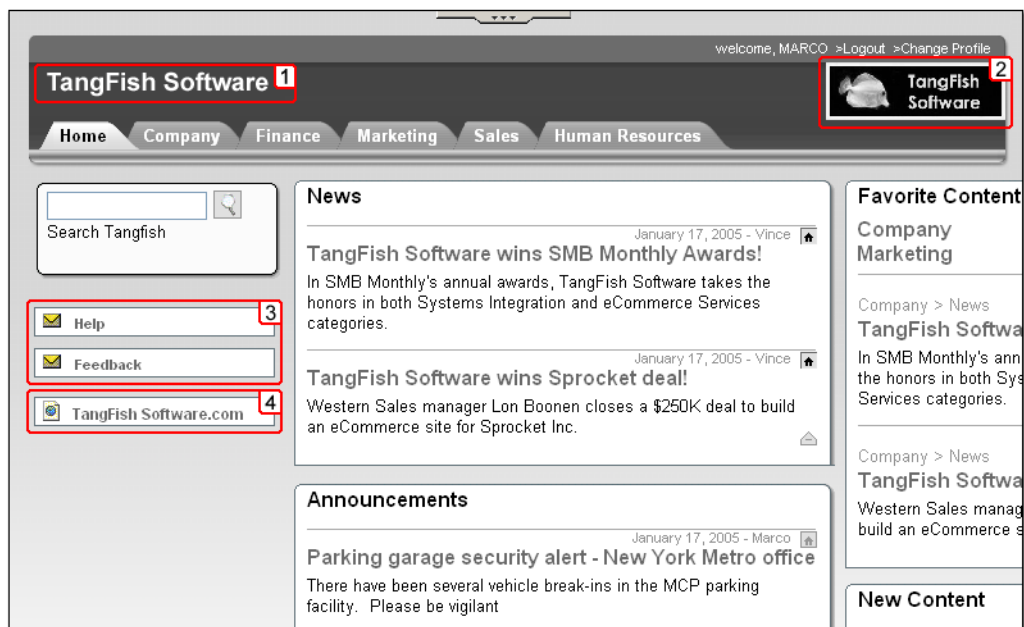 welcome, MARCO >Logout >Change Profile
TangFish Software
1
2
TangFish
Software
Home Company Finance Marketing Sales Human Resources
Search Tangfish
3
Help
Feedback
4
TangFish Software.com
News
January 17, 2005 - Vince
TangFish Software wins SMB Monthly Awards!
In SMB Monthly's annual awards, TangFish Software takes the
honors in both Systems Integration and eCommerce Services
categories.
January 17, 2005 - Vince
TangFish Software wins Sprocket deal!
Western Sales manager Lon Boonen closes a $250K deal to build
an eCommerce site for Sprocket Inc.
Announcements
January 17, 2005 - Marco
Parking garage security alert - New York Metro office
There have been several vehicle break-ins in the MCP parking
facility. Please be vigilant
Favorite Content
Company
Marketing
Company > News
TangFish Softwa
In SMB Monthly's ann
the honors in both Sys
Services categories.
Company > News
TangFish Softwa
Western Sales manag
build an eCommerce s
New Content